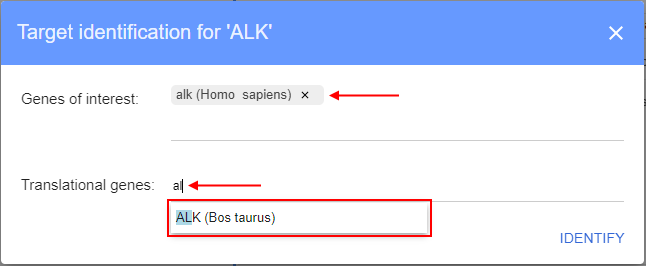 Target identification for 'ALK'
Genes of interest: alk (Homo sapiens) ×
Translational genes: al
ALK (Bos taurus)
IDENTIFY